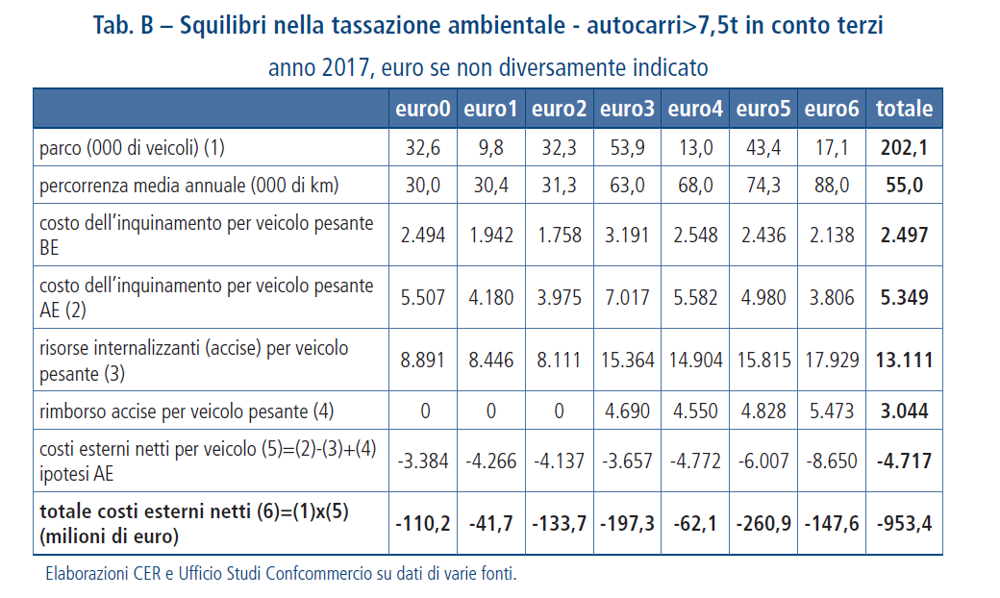 Tab. B – Squilibri nella tassazione ambientale - autocarri>7,5t in conto terzi
anno 2017, euro se non diversamente indicato
euro0 euro1 euro2 euro3 euro4 euro5 euro6 totale
parco (000 di veicoli) (1) 32,6 9,8 32,3 53,9 13,0 43,4 17,1 202,1
percorrenza media annuale (000 di km) 30,0 30,4 31,3 63,0 68,0 74,3 88,0 55,0
costo dell'inquinamento per veicolo pesante
BE 2.494 1.942 1.758 3.191 2.548 2.436 2.138 2.497
costo dell'inquinamento per veicolo pesante
AE (2) 5.507 4.180 3.975 7.017 5.582 4.980 3.806 5.349
risorse internalizzanti (accise) per veicolo
pesante (3) 8.891 8.446 8.111 15.364 14.904 15.815 17.929 13.111
rimborso accise per veicolo pesante (4) 0 0 0 4.690 4.550 4.828 5.473 3.044
costi esterni netti per veicolo (5)=(2)-(3)+(4)
ipotesi AE -3.384 -4.266 -4.137 -3.657 -4.772 -6.007 -8.650 -4.717
totale costi esterni netti (6)=(1)x(5)
(milioni di euro) -110,2 -41,7 -133,7 -197,3 -62,1 -260,9 -147,6 -953,4
Elaborazioni CER e Ufficio Studi Confcommercio su dati di varie fonti.